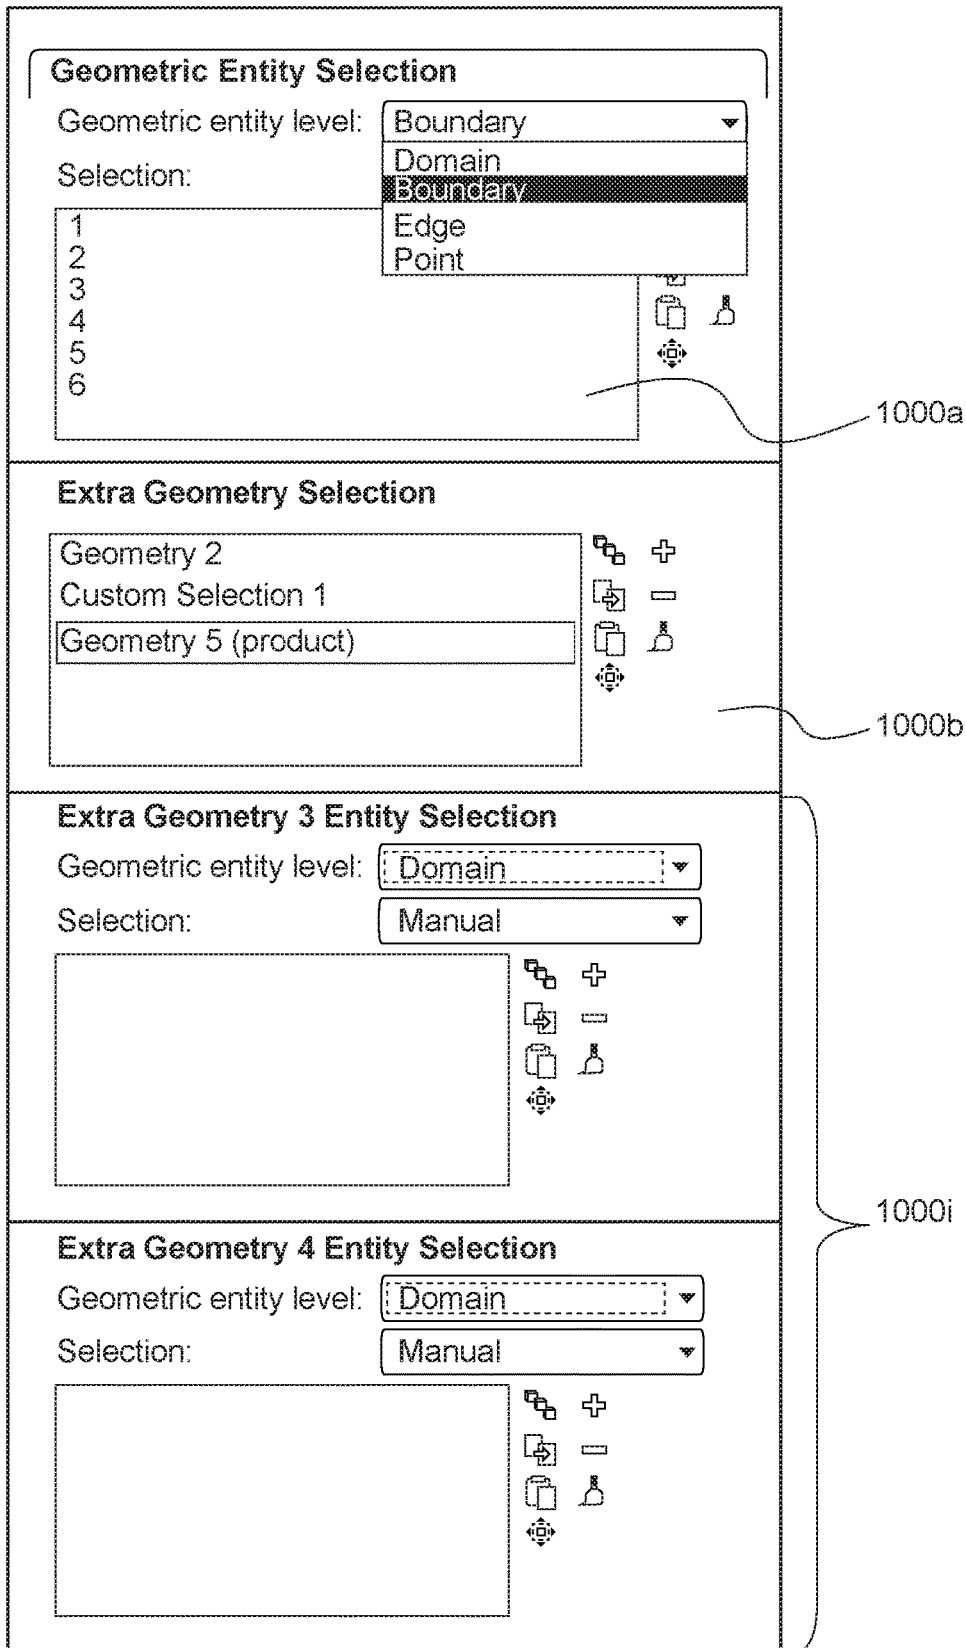 Geometric Entity Selection
Geometric entity level: Boundary
Domain
Selection:
Boundary
1
Edge
2
Point
3
4
5
6
1000a
Extra Geometry Selection
Geometry 2
Custom Selection 1
Geometry 5 (product)
1000b
Extra Geometry 3 Entity Selection
Geometric entity level: Domain
Selection: Manual
1000i
Extra Geometry 4 Entity Selection
Geometric entity level: Domain
Selection: Manual